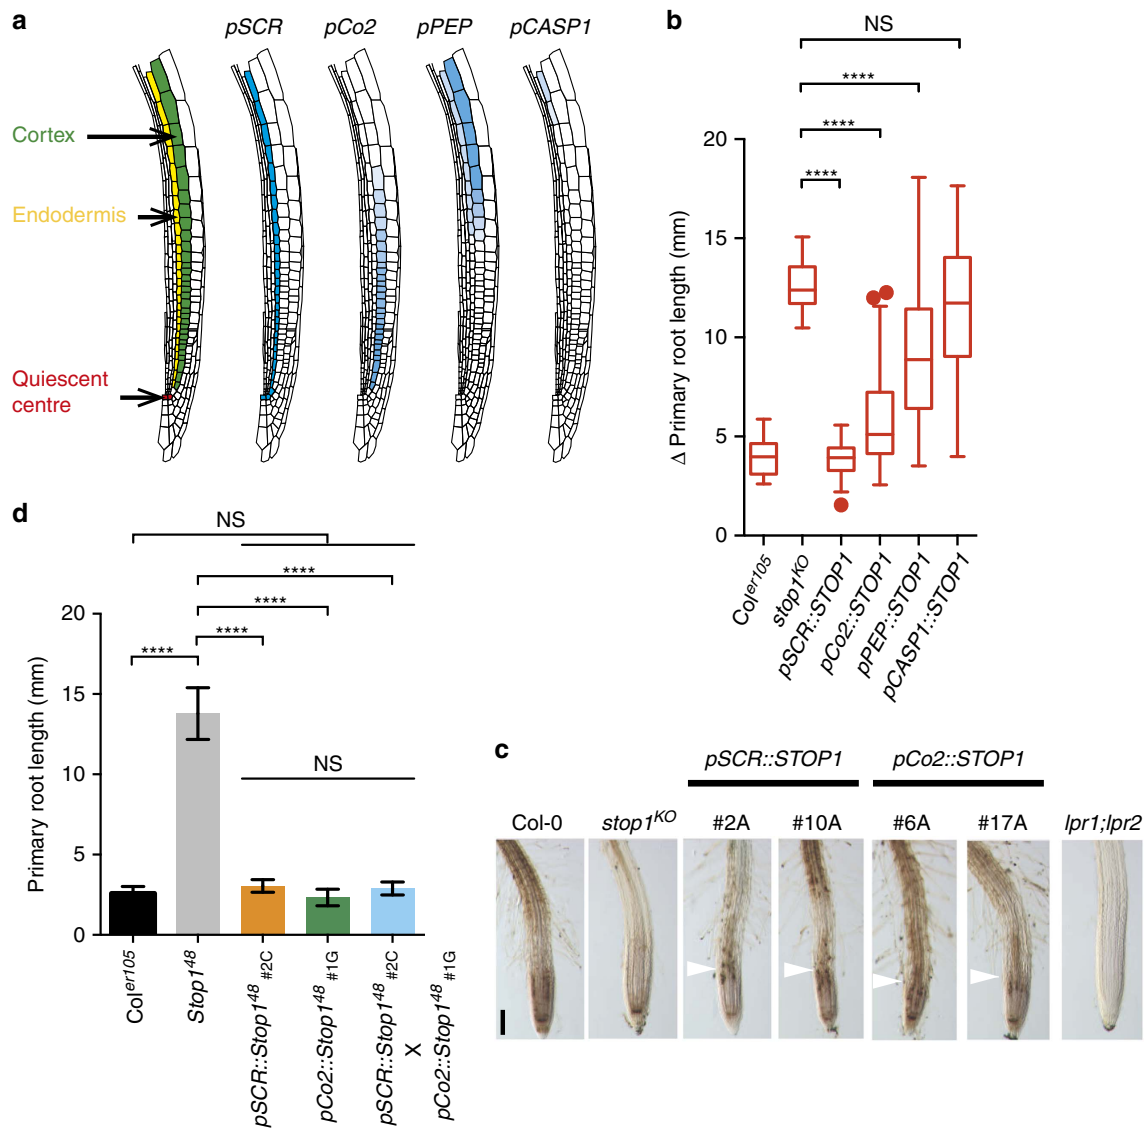 a
pSCR pCo2 pPEP pCASP1
Cortex
Endodermis
Quiescent
centre
b
NS
****
****
****
20
15
10
5
0
Δ Primary root length (mm)
Col er105
stop1 KO
pSCR::STOP1
pCo2::STOP1
pPEP::STOP1
pCASP1::STOP1
d
NS
****
****
****
****
NS
20
15
10
5
0
Primary root length (mm)
Col er105
Stop1 48
pSCR::Stop1 48 #2C
pCo2::Stop1 48 #1G
pSCR::Stop1 48 #2C
X
pCo2::Stop1 48 #1G
c
pSCR::STOP1 pCo2::STOP1
Col-0 stop1 KO #2A #10A #6A #17A lpr1;lpr2